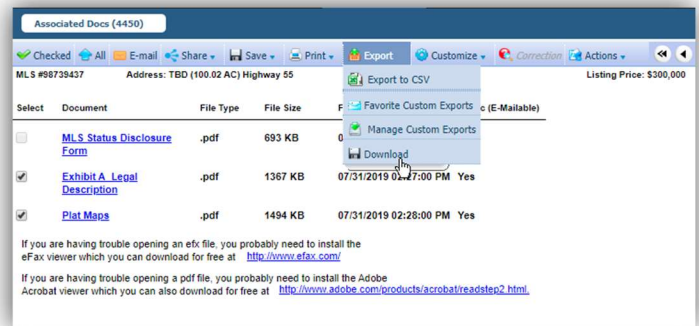 Associated Docs (4450)
Checked All E-mail Share Save Print Export Customize Correction Actions
MLS #98739437 Address: TBD (100.02 AC) Highway 55 Listing Price: $300,000
Export to CSV
Select Document File Type File Size F c (E-Mailable)
Favorite Custom Exports
Manage Custom Exports
MLS Status Disclosure .pdf 693 KB 0
Form
Download
Exhibit A Legal .pdf 1367 KB 07/31/2019 02:27:00 PM Yes
Description
Plat Maps .pdf 1494 KB 07/31/2019 02:28:00 PM Yes
If you are having trouble opening an efx file, you probably need to install the
eFax viewer which you can download for free at http://www.efax.com/
If you are having trouble opening a pdf file, you probably need to install the Adobe
Acrobat viewer which you can also download for free at http://www.adobe.com/products/acrobat/readstep2.html.